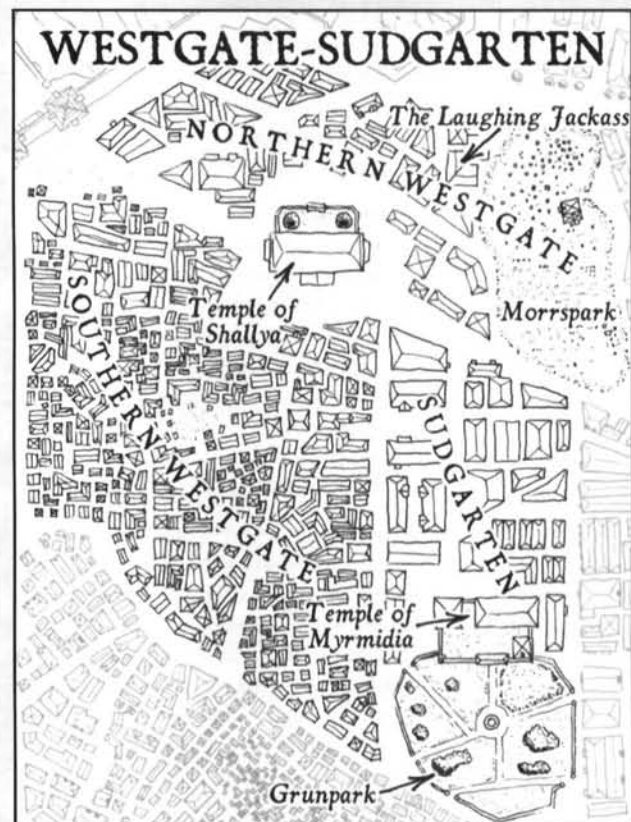 WESTGATE-SUDGARTEN
The Laughing Jackass
NORTHERN WESTGATE
Morrspark
Temple of
Shallya
SOUTHERN WESTGATE
SUDGARTEN
Temple of
Myrmidia
Grunpark